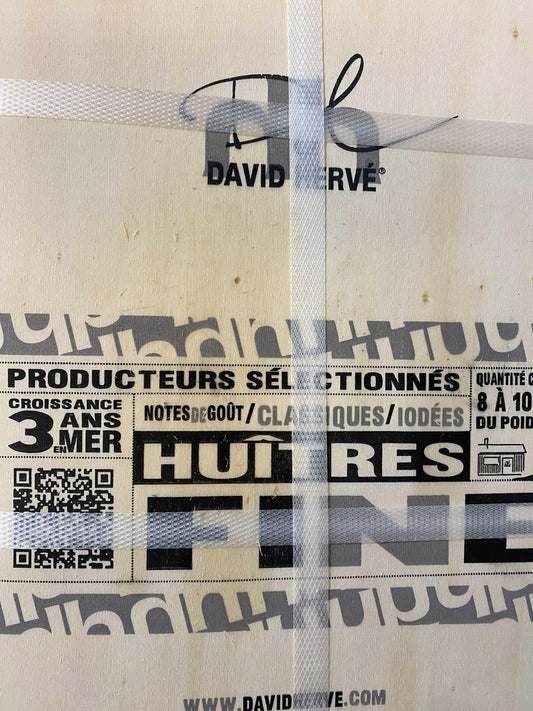 DAVID HERVÉ®
PRODUCTEURS SÉLECTIONNÉS
CROISSANCE
3 ANS
EN MER
NOTES DE GOÛT / CLASSIQUES / IODÉES
HUÎTRES
FINE
QUANTITÉ C
8 À 10
DU POID
WWW.DAVIDHERVE.COM